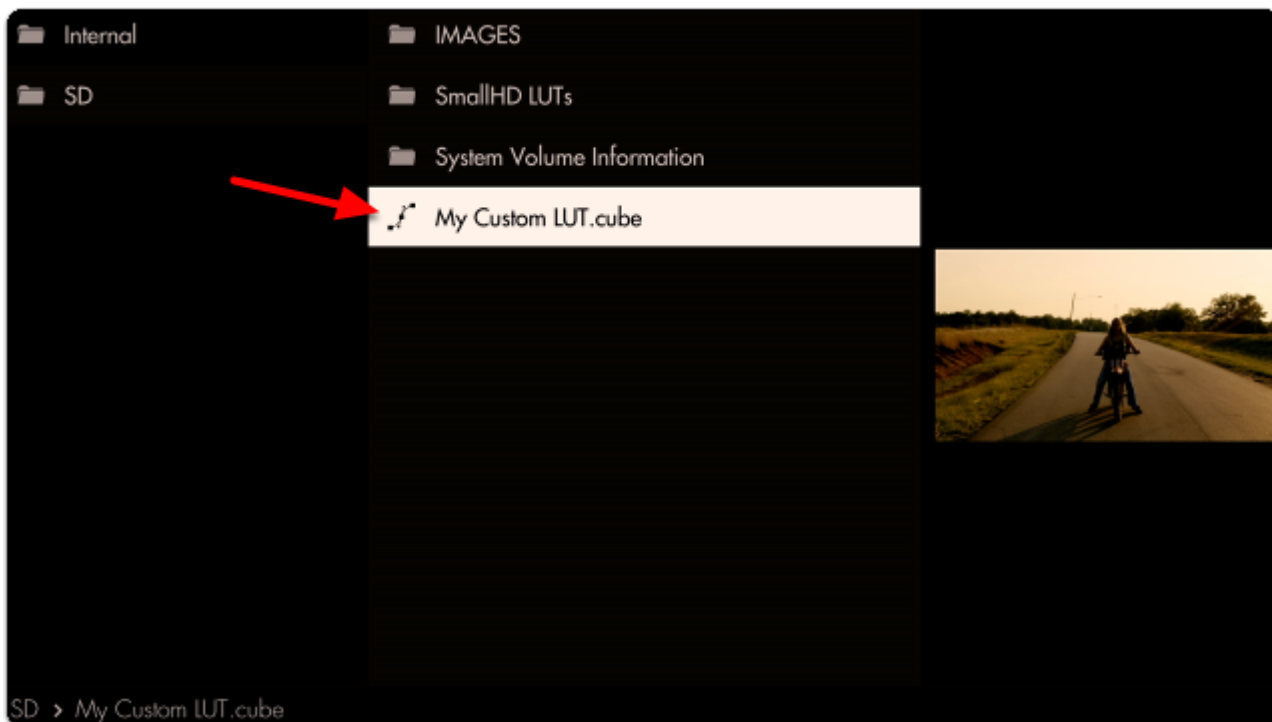 Internal
SD
IMAGES
SmallHD LUTs
System Volume Information
My Custom LUT.cube
SD > My Custom LUT.cube